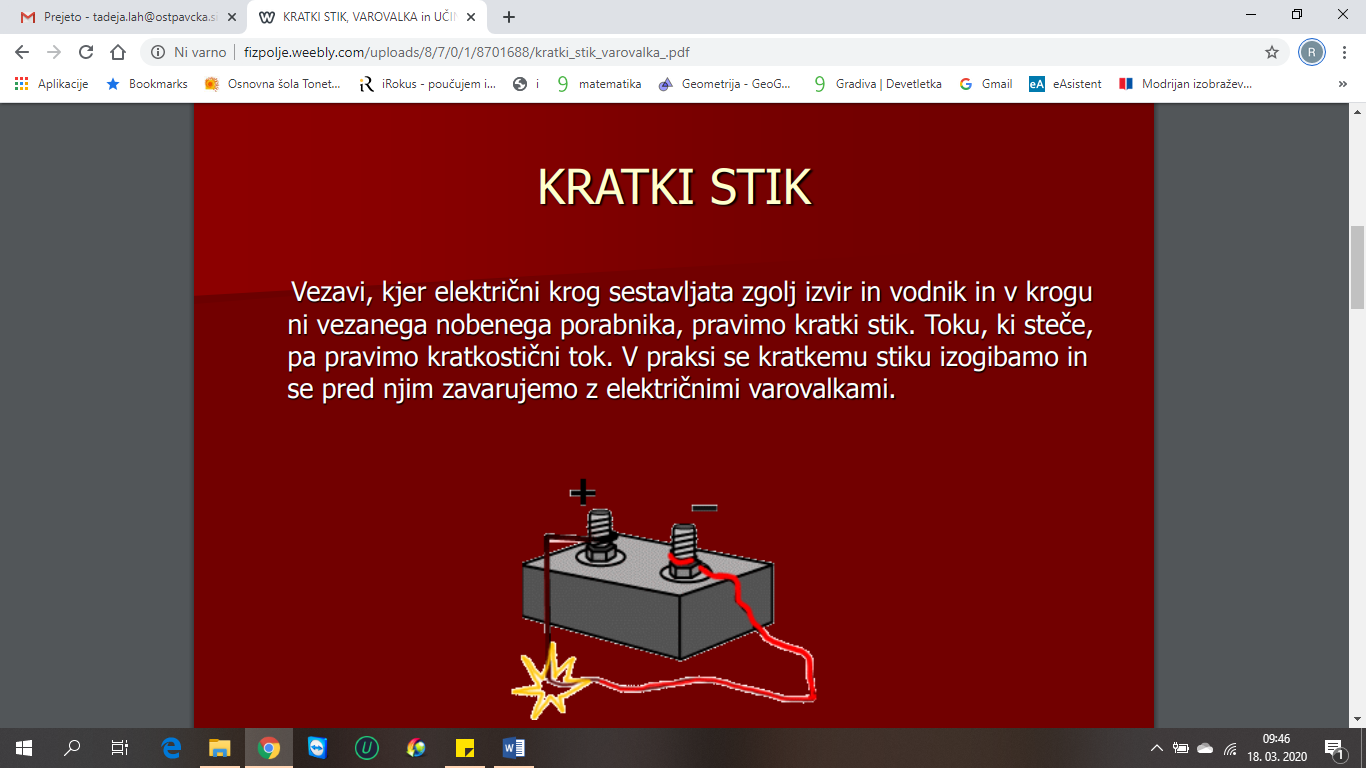 Prejeto - tadeja.lah@ostpavcka.s
KRATKI STIK, VAROVALKA in UČI
Ni varno
fizpolje.weebly.com/uploads/8/7/0/1/8701688/kratki_stik_varovalka_.pdf
R
Aplikacije
Bookmarks
Osnovna šola Tonet...
iRokus - poučujem i...
i
matematika
Geometrija - GeoG...
Gradiva | Devetletka
Gmail
eAsistent
Modrijan izobražev...
»
KRATKI STIK
Vezavi, kjer električni krog sestavljata zgolj izvir in vodnik in v krogu
ni vezanega nobenega porabnika, pravimo kratki stik. Toku, ki steče,
pa pravimo kratkostični tok. V praksi se kratkemu stiku izogibamo in
se pred njim zavarujemo z električnimi varovalkami.
+
−
09:46
18. 03. 2020
1